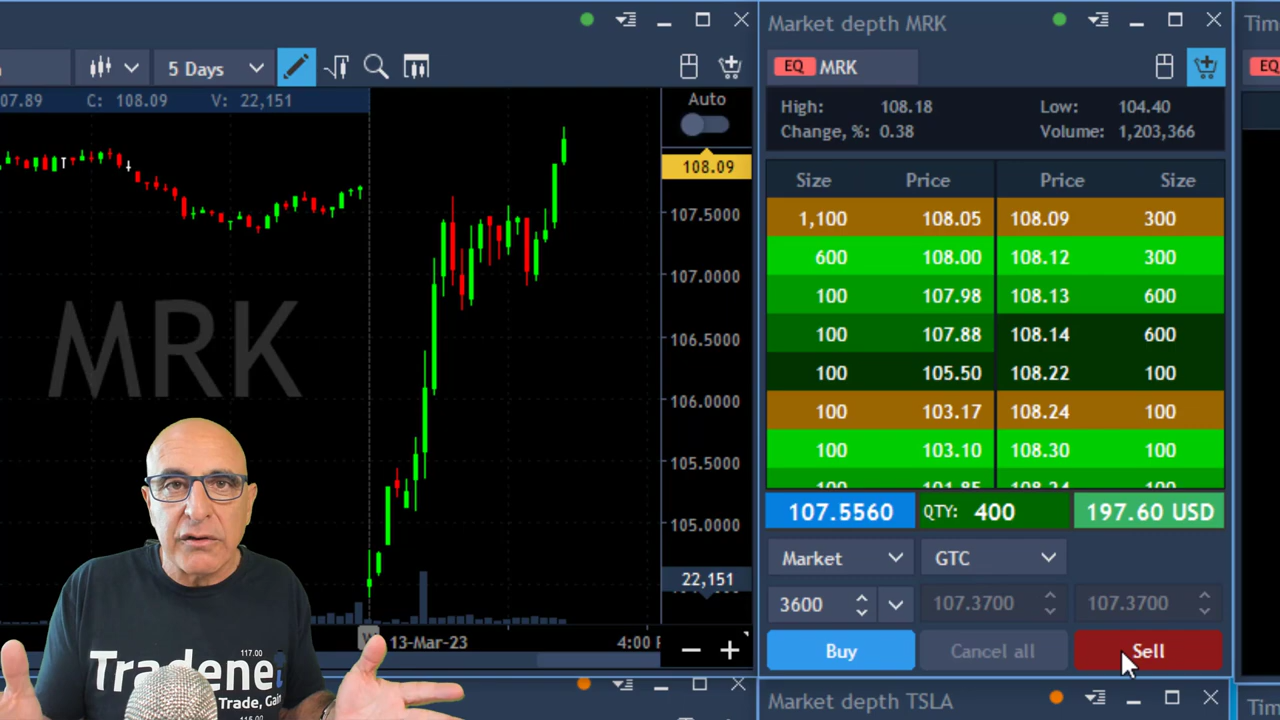 Market depth MRK
5 Days
EQ MRK
07.89 C: 108.09 V: 22,151
Auto
High: 108.18 Low: 104.40
Change, %: 0.38 Volume: 1,203,366
108.09
107.5000
107.0000
106.5000
106.0000
105.5000
105.0000
22,151
MRK
13-Mar-23
4:00
Size Price Price Size
1,100 108.05 108.09 300
600 108.00 108.12 300
100 107.98 108.13 600
100 107.88 108.14 600
100 105.50 108.22 100
100 103.17 108.24 100
100 103.10 108.30 100
107.5560 QTY: 400 197.60 USD
Market GTC
3600 107.3700 107.3700
Buy Cancel all Sell
Market depth TSLA
117.00
Tradenet
Trade, Gain
EQ